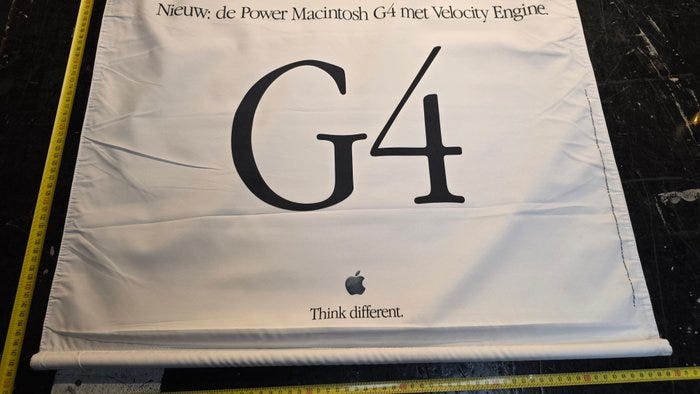 Nieuw: de Power Macintosh G4 met Velocity Engine.
G4
Think different.